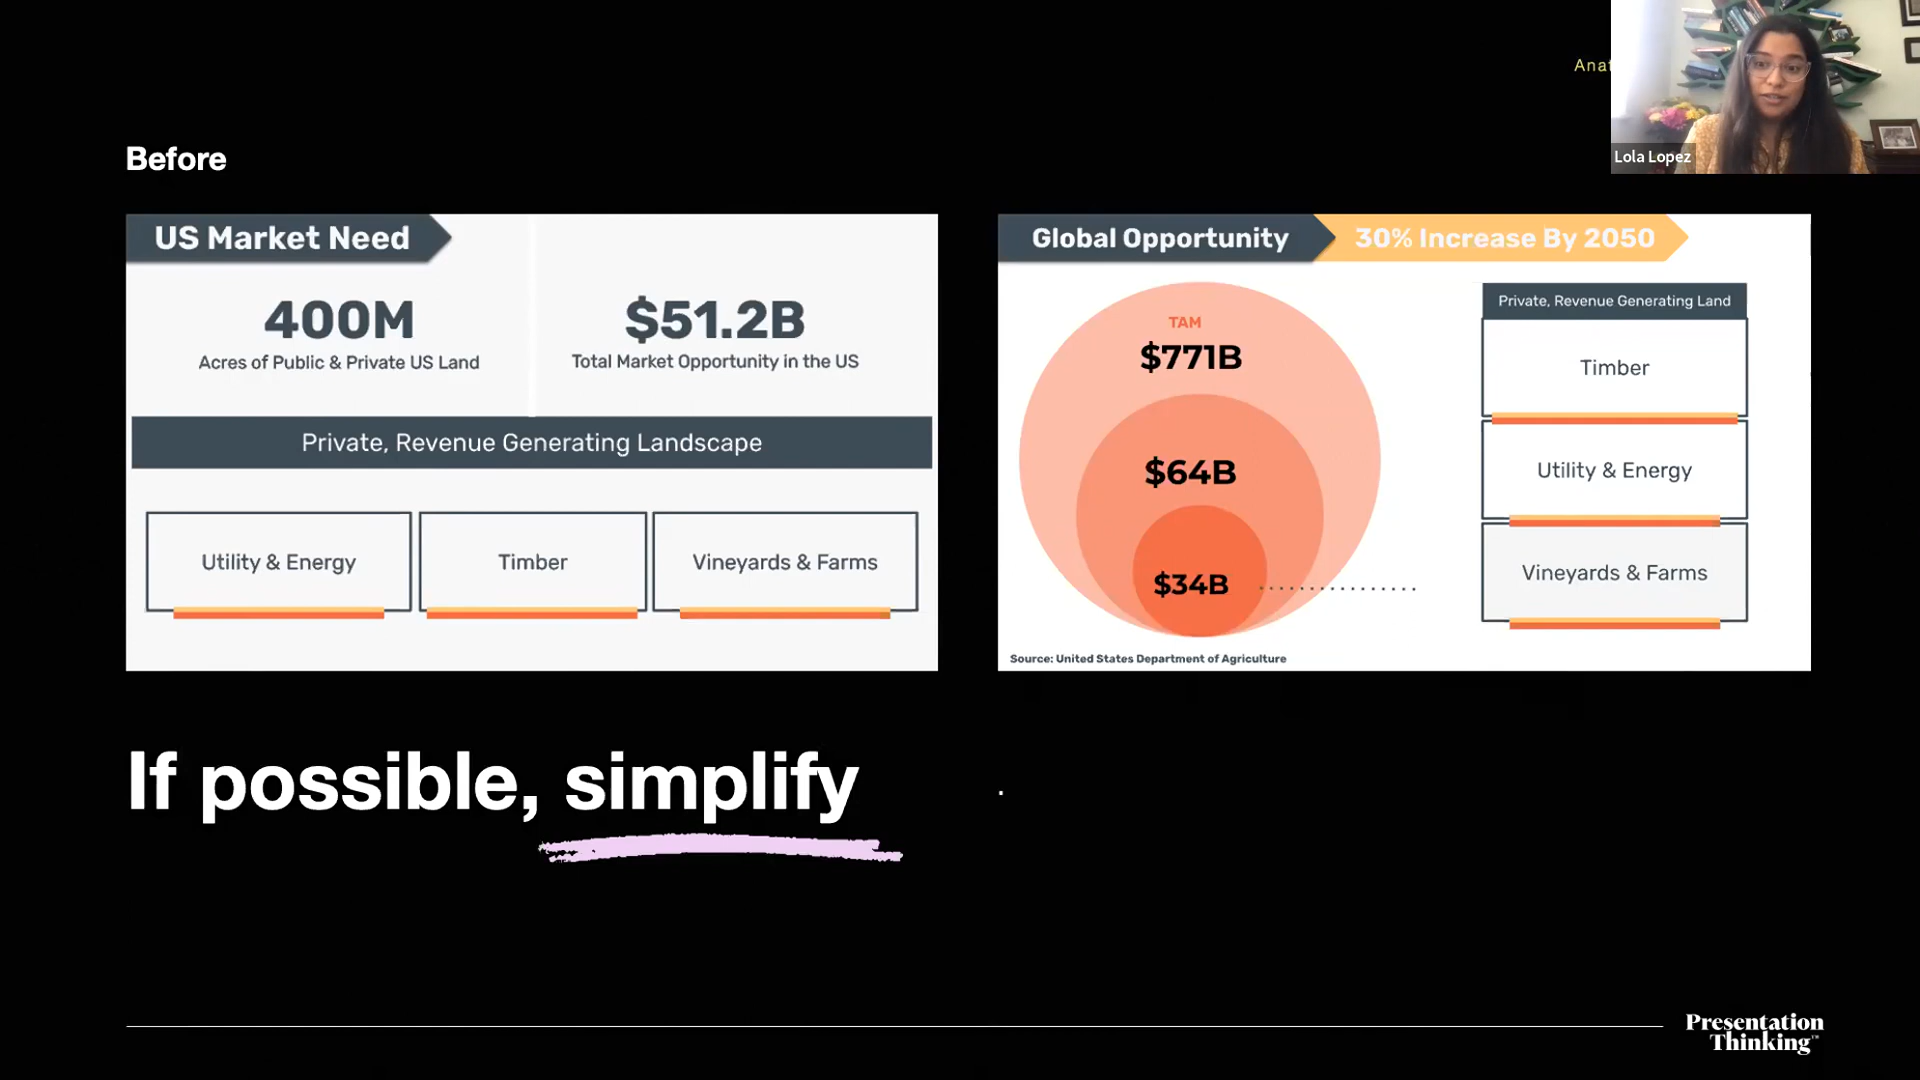 Lola Lopez
Before
US Market Need
400M
Acres of Public & Private US Land
$51.2B
Total Market Opportunity in the US
Private, Revenue Generating Landscape
Utility & Energy
Timber
Vineyards & Farms
Global Opportunity
30% Increase By 2050
TAM
$771B
$64B
$34B
Private, Revenue Generating Land
Timber
Utility & Energy
Vineyards & Farms
Source: United States Department of Agriculture
If possible, simplify
.
Presentation
Thinking™